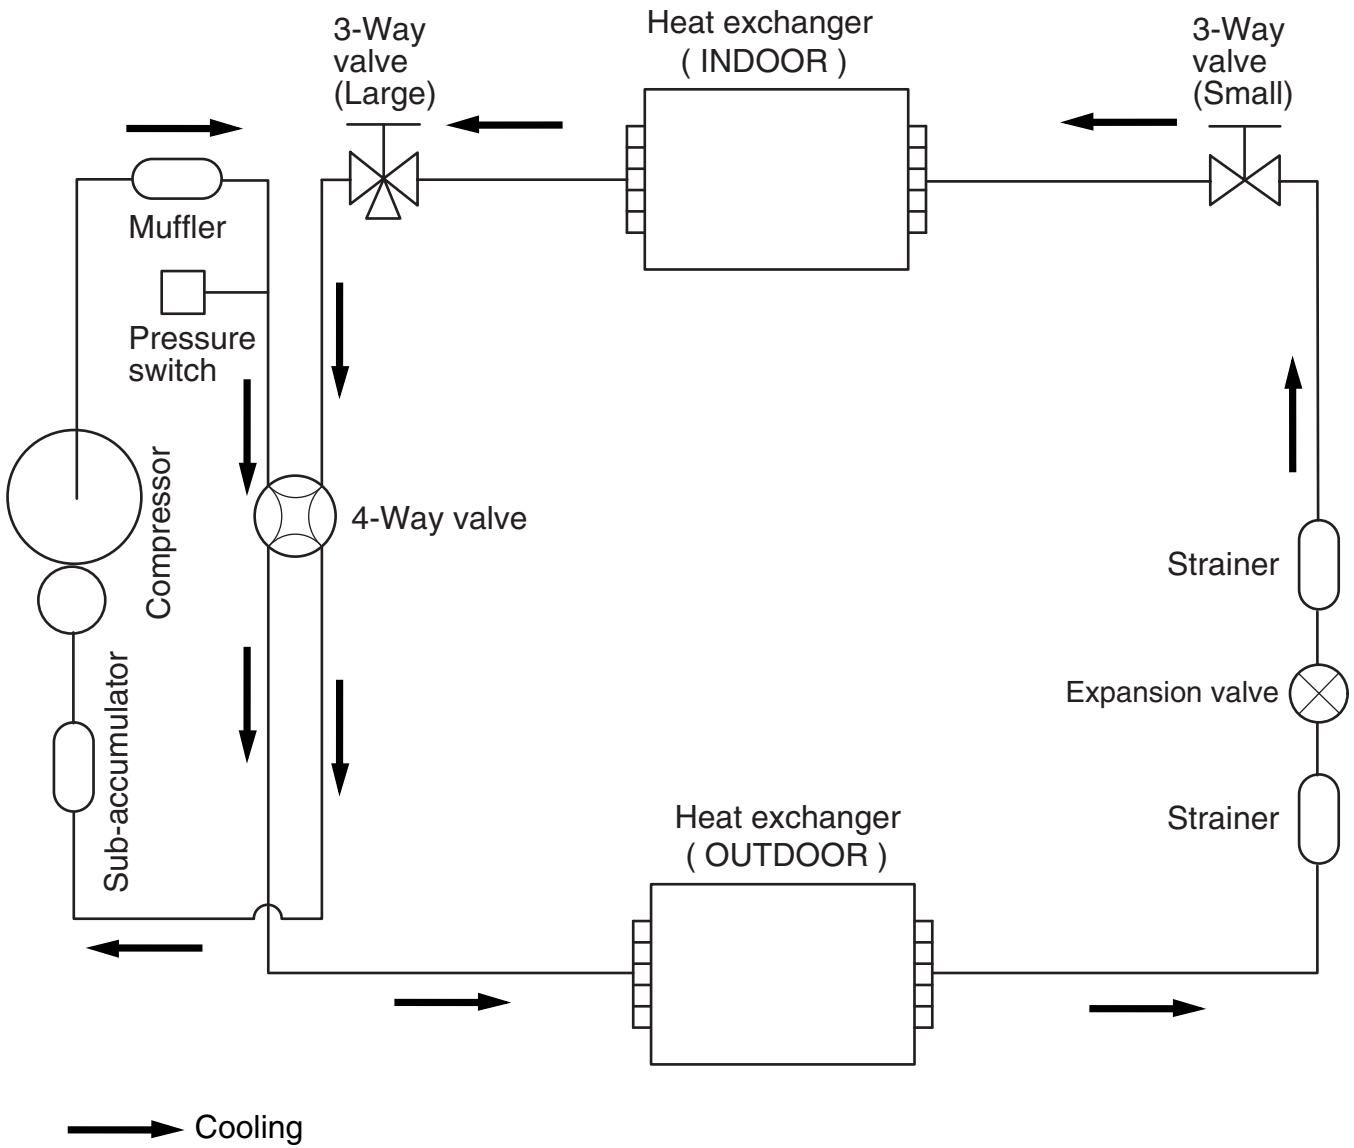 3-Way
valve
(Large)
Heat exchanger
( INDOOR )
3-Way
valve
(Small)
Muffler
Pressure
switch
Compressor
4-Way valve
Strainer
Expansion valve
Sub-accumulator
Strainer
Heat exchanger
( OUTDOOR )
Cooling